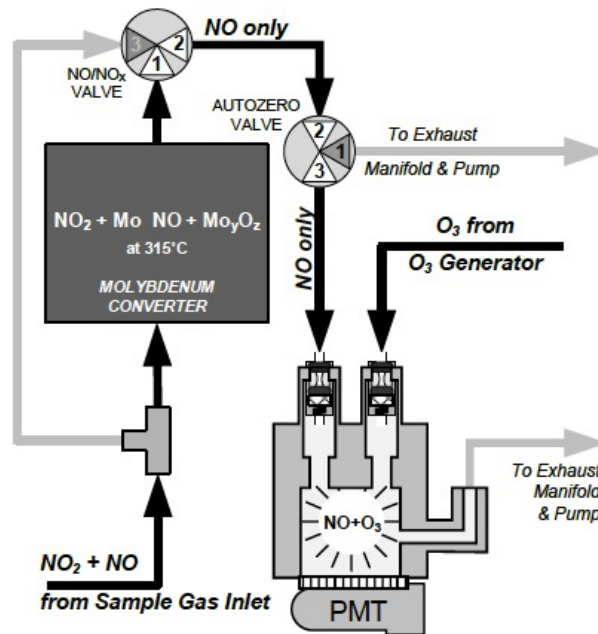 NO only
3
2
1
NO/NOX
VALVE
AUTOZERO
VALVE
2
1
3
To Exhaust
Manifold & Pump
NO2 + Mo NO + MoyOz
at 315°C
MOLYBDENUM
CONVERTER
NO only
O3 from
O3 Generator
To Exhaust
Manifold
& Pump
NO+O3
NO2 + NO
from Sample Gas Inlet
PMT